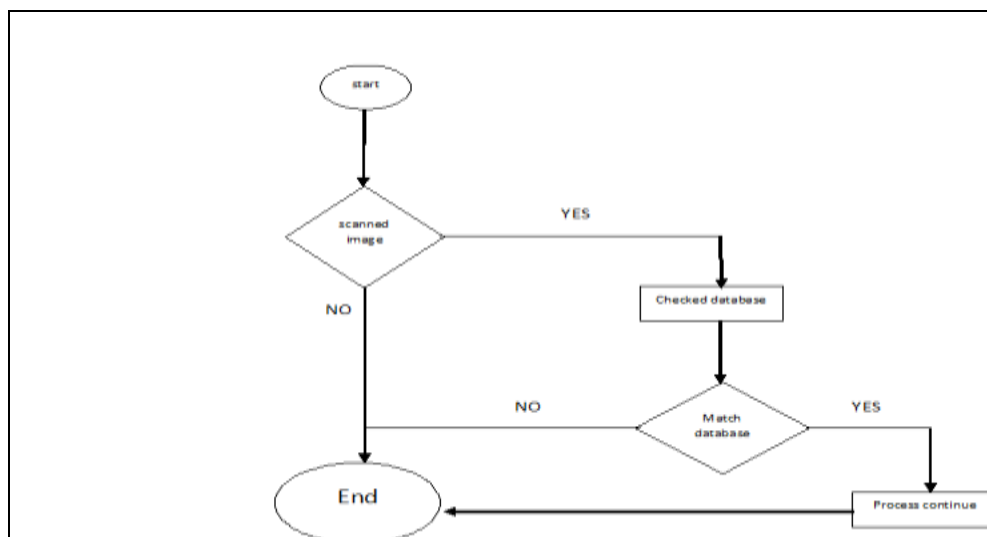 start
scanned
image
YES
Checked database
NO
Match
database
NO
YES
End
Process continue